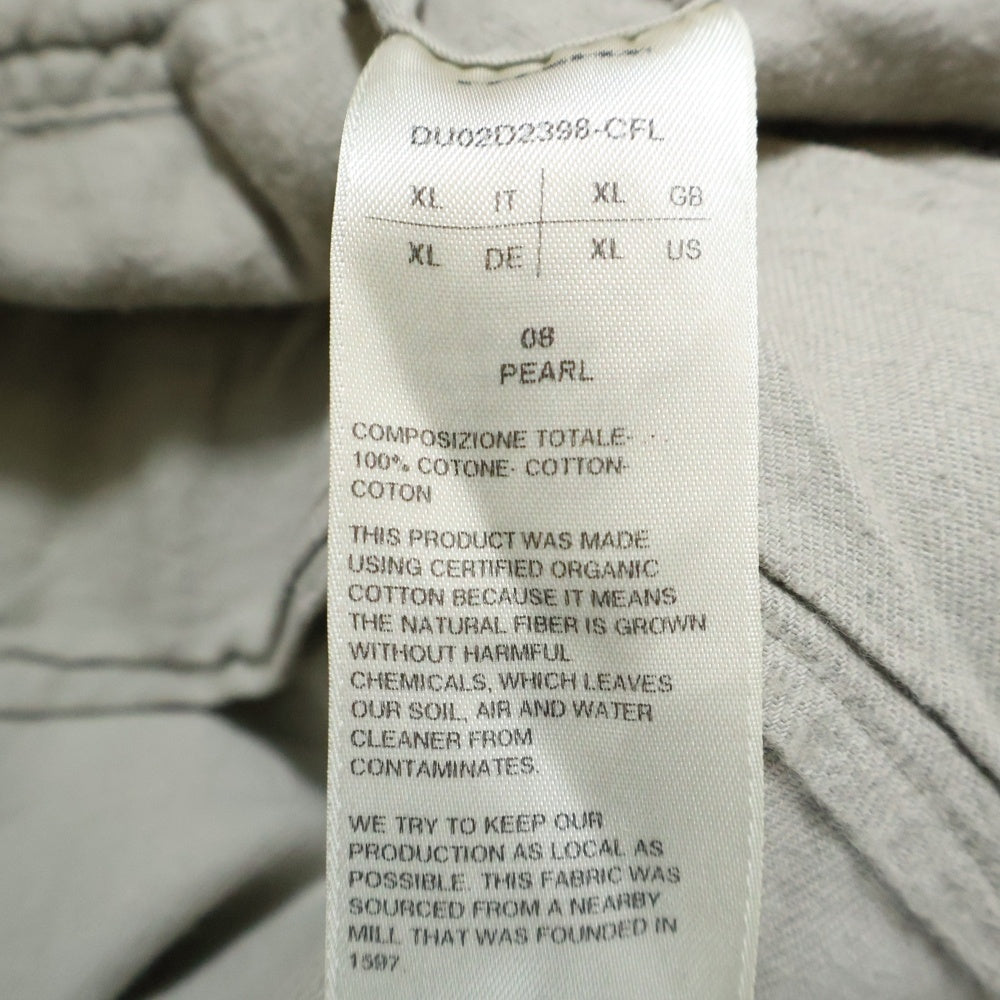 DU02D2398-CFL
XL IT XL GB
XL DE XL US
08
PEARL
COMPOSIZIONE TOTALE-
100% COTONE- COTTON-
COTON
THIS PRODUCT WAS MADE
USING CERTIFIED ORGANIC
COTTON BECAUSE IT MEANS
THE NATURAL FIBER IS GROWN
WITHOUT HARMFUL
CHEMICALS, WHICH LEAVES
OUR SOIL, AIR AND WATER
CLEANER FROM
CONTAMINATES.
WE TRY TO KEEP OUR
PRODUCTION AS LOCAL AS
POSSIBLE. THIS FABRIC WAS
SOURCED FROM A NEARBY
MILL THAT WAS FOUNDED IN
1597